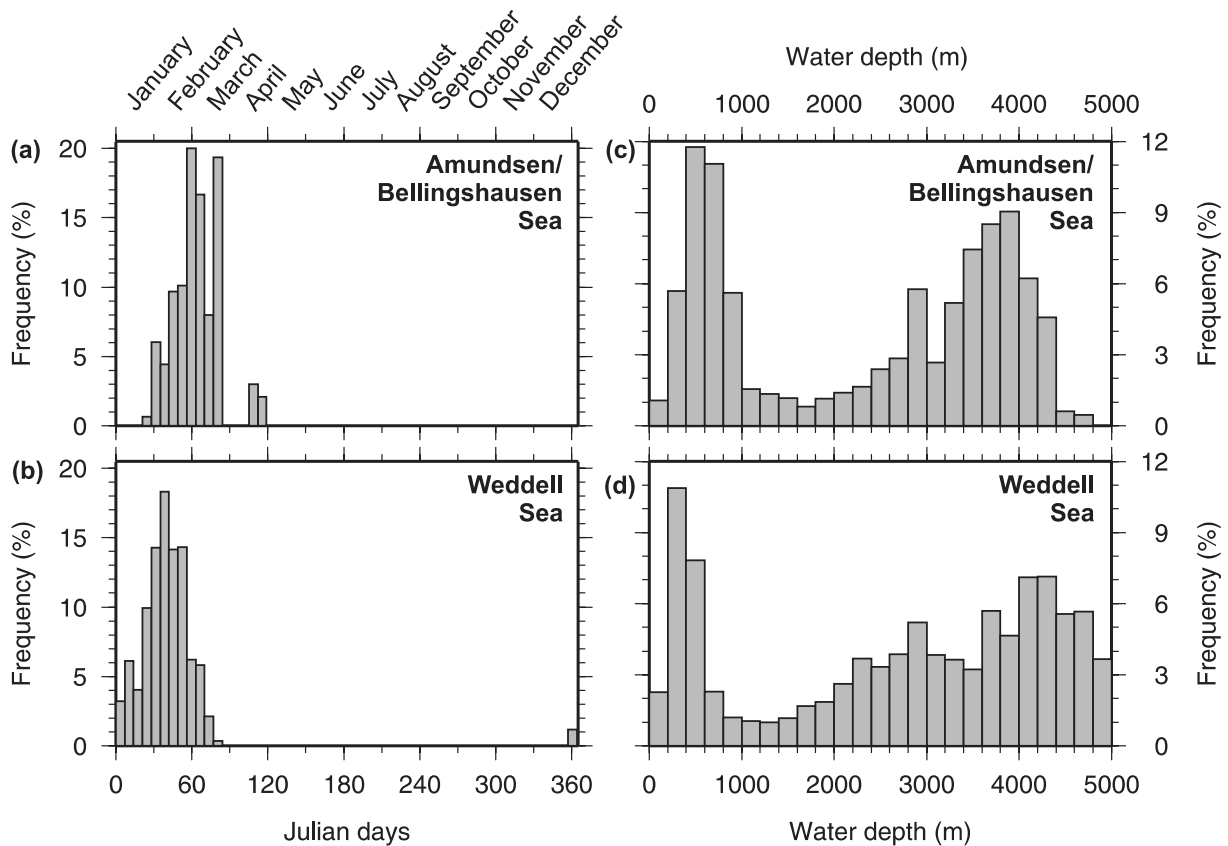 January
February
March
April
May
June
July
August
September
October
November
December
Water depth (m)
0 1000 2000 3000 4000 5000
(a)
Amundsen/
Bellingshausen
Sea
Frequency (%)
20
15
10
5
0
(c)
Amundsen/
Bellingshausen
Sea
12
9
6
3
0
Frequency (%)
(b)
Weddell
Sea
Frequency (%)
20
15
10
5
0
0 60 120 180 240 300 360
Julian days
(d)
Weddell
Sea
12
9
6
3
0
Frequency (%)
0 1000 2000 3000 4000 5000
Water depth (m)